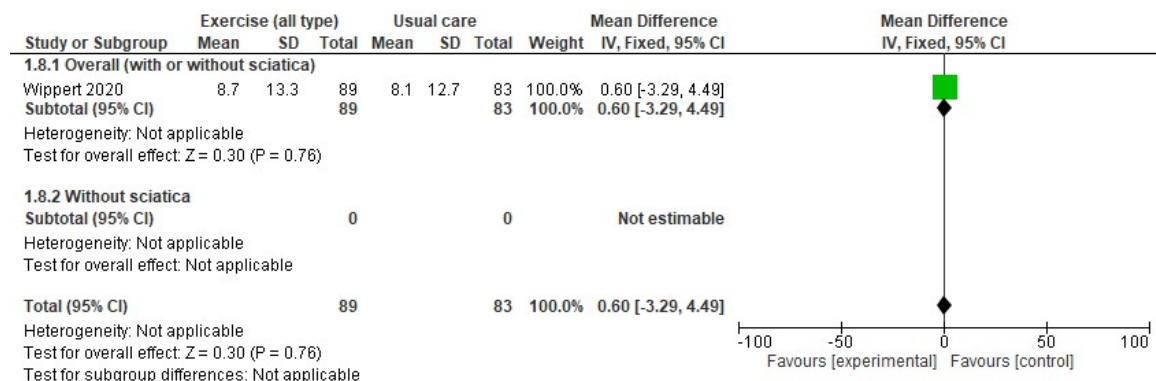 Exercise (all type) Usual care Mean Difference Mean Difference
Study or Subgroup Mean SD Total Mean SD Total Weight IV, Fixed, 95% CI IV, Fixed, 95% CI
1.8.1 Overall (with or without sciatica)
Wippert 2020 8.7 13.3 89 8.1 12.7 83 100.0% 0.60 [-3.29, 4.49]
Subtotal (95% CI) 89 83 100.0% 0.60 [-3.29, 4.49]
Heterogeneity: Not applicable
Test for overall effect: Z = 0.30 (P = 0.76)
1.8.2 Without sciatica
Subtotal (95% CI) 0 0 Not estimable
Heterogeneity: Not applicable
Test for overall effect: Not applicable
Total (95% CI) 89 83 100.0% 0.60 [-3.29, 4.49]
Heterogeneity: Not applicable
Test for overall effect: Z = 0.30 (P = 0.76)
Test for subgroup differences: Not applicable
-100 -50 0 50 100
Favours [experimental] Favours [control]